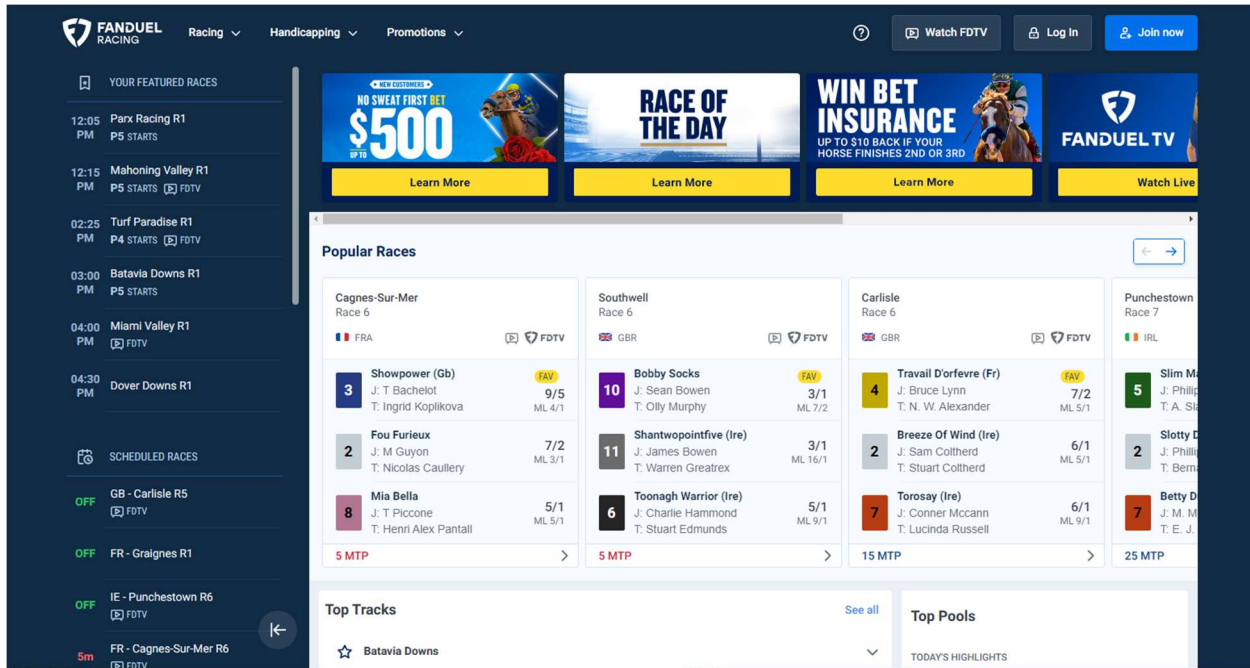 FANDUEL
RACING
Racing
Handicapping
Promotions
Watch FDTV
Log In
Join now
YOUR FEATURED RACES
12:05 PM
Parx Racing R1
P5 STARTS
12:15 PM
Mahoning Valley R1
P5 STARTS FDTV
02:25 PM
Turf Paradise R1
P4 STARTS FDTV
03:00 PM
Batavia Downs R1
P5 STARTS
04:00 PM
Miami Valley R1
FDTV
04:30 PM
Dover Downs R1
SCHEDULED RACES
OFF
GB - Carlisle R5
FDTV
OFF
FR - Graignes R1
OFF
IE - Punchestown R6
FDTV
5m
FR - Cagnes-Sur-Mer R6
FDTV
NEW CUSTOMERS
NO SWEAT FIRST BET
UP TO $500
Learn More
RACE OF
THE DAY
Learn More
WIN BET
INSURANCE
UP TO $10 BACK IF YOUR
HORSE FINISHES 2ND OR 3RD
Learn More
FANDUEL TV
Watch Live
Popular Races
Cagnes-Sur-Mer
Race 6
FRA
FDTV
3
Showpower (Gb)
J: T Bachelot
T: Ingrid Koplikova
FAV
9/5
ML 4/1
2
Fou Furieux
J: M Guyon
T: Nicolas Caullery
7/2
ML 3/1
8
Mia Bella
J: T Piccone
T: Henri Alex Pantall
5/1
ML 5/1
5 MTP
Southwell
Race 6
GBR
FDTV
10
Bobby Socks
J: Sean Bowen
T: Olly Murphy
FAV
3/1
ML 7/2
11
Shantwopointfive (Ire)
J: James Bowen
T: Warren Greatrex
3/1
ML 16/1
6
Toonagh Warrior (Ire)
J: Charlie Hammond
T: Stuart Edmunds
5/1
ML 9/1
5 MTP
Carlisle
Race 6
GBR
FDTV
4
Travail D'orfevre (Fr)
J: Bruce Lynn
T: N. W. Alexander
FAV
7/2
ML 5/1
2
Breeze Of Wind (Ire)
J: Sam Coltherd
T: Stuart Coltherd
6/1
ML 5/1
7
Torosay (Ire)
J: Conner Mccann
T: Lucinda Russell
6/1
ML 9/1
15 MTP
Punchestown
Race 7
IRL
5
Slim
J: Philip
T: A.
2
Slotty
J:
T:
7
Betty
J: M.
T: E. J.
25 MTP
Top Tracks
See all
Batavia Downs
Top Pools
TODAY'S HIGHLIGHTS